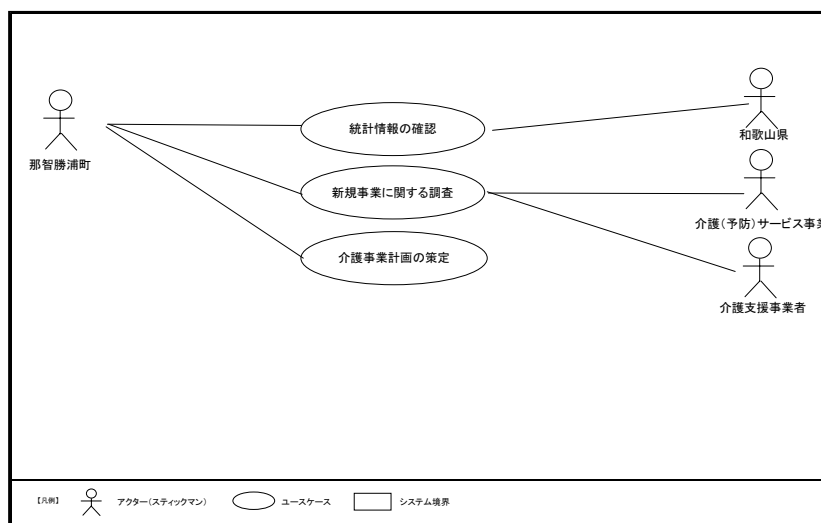 那智勝浦町
統計情報の確認
新規事業に関する調査
介護事業計画の策定
和歌山県
介護(予防)サービス事業
介護支援事業者
【凡例】 アクター(スティックマン) ユースケース システム境界